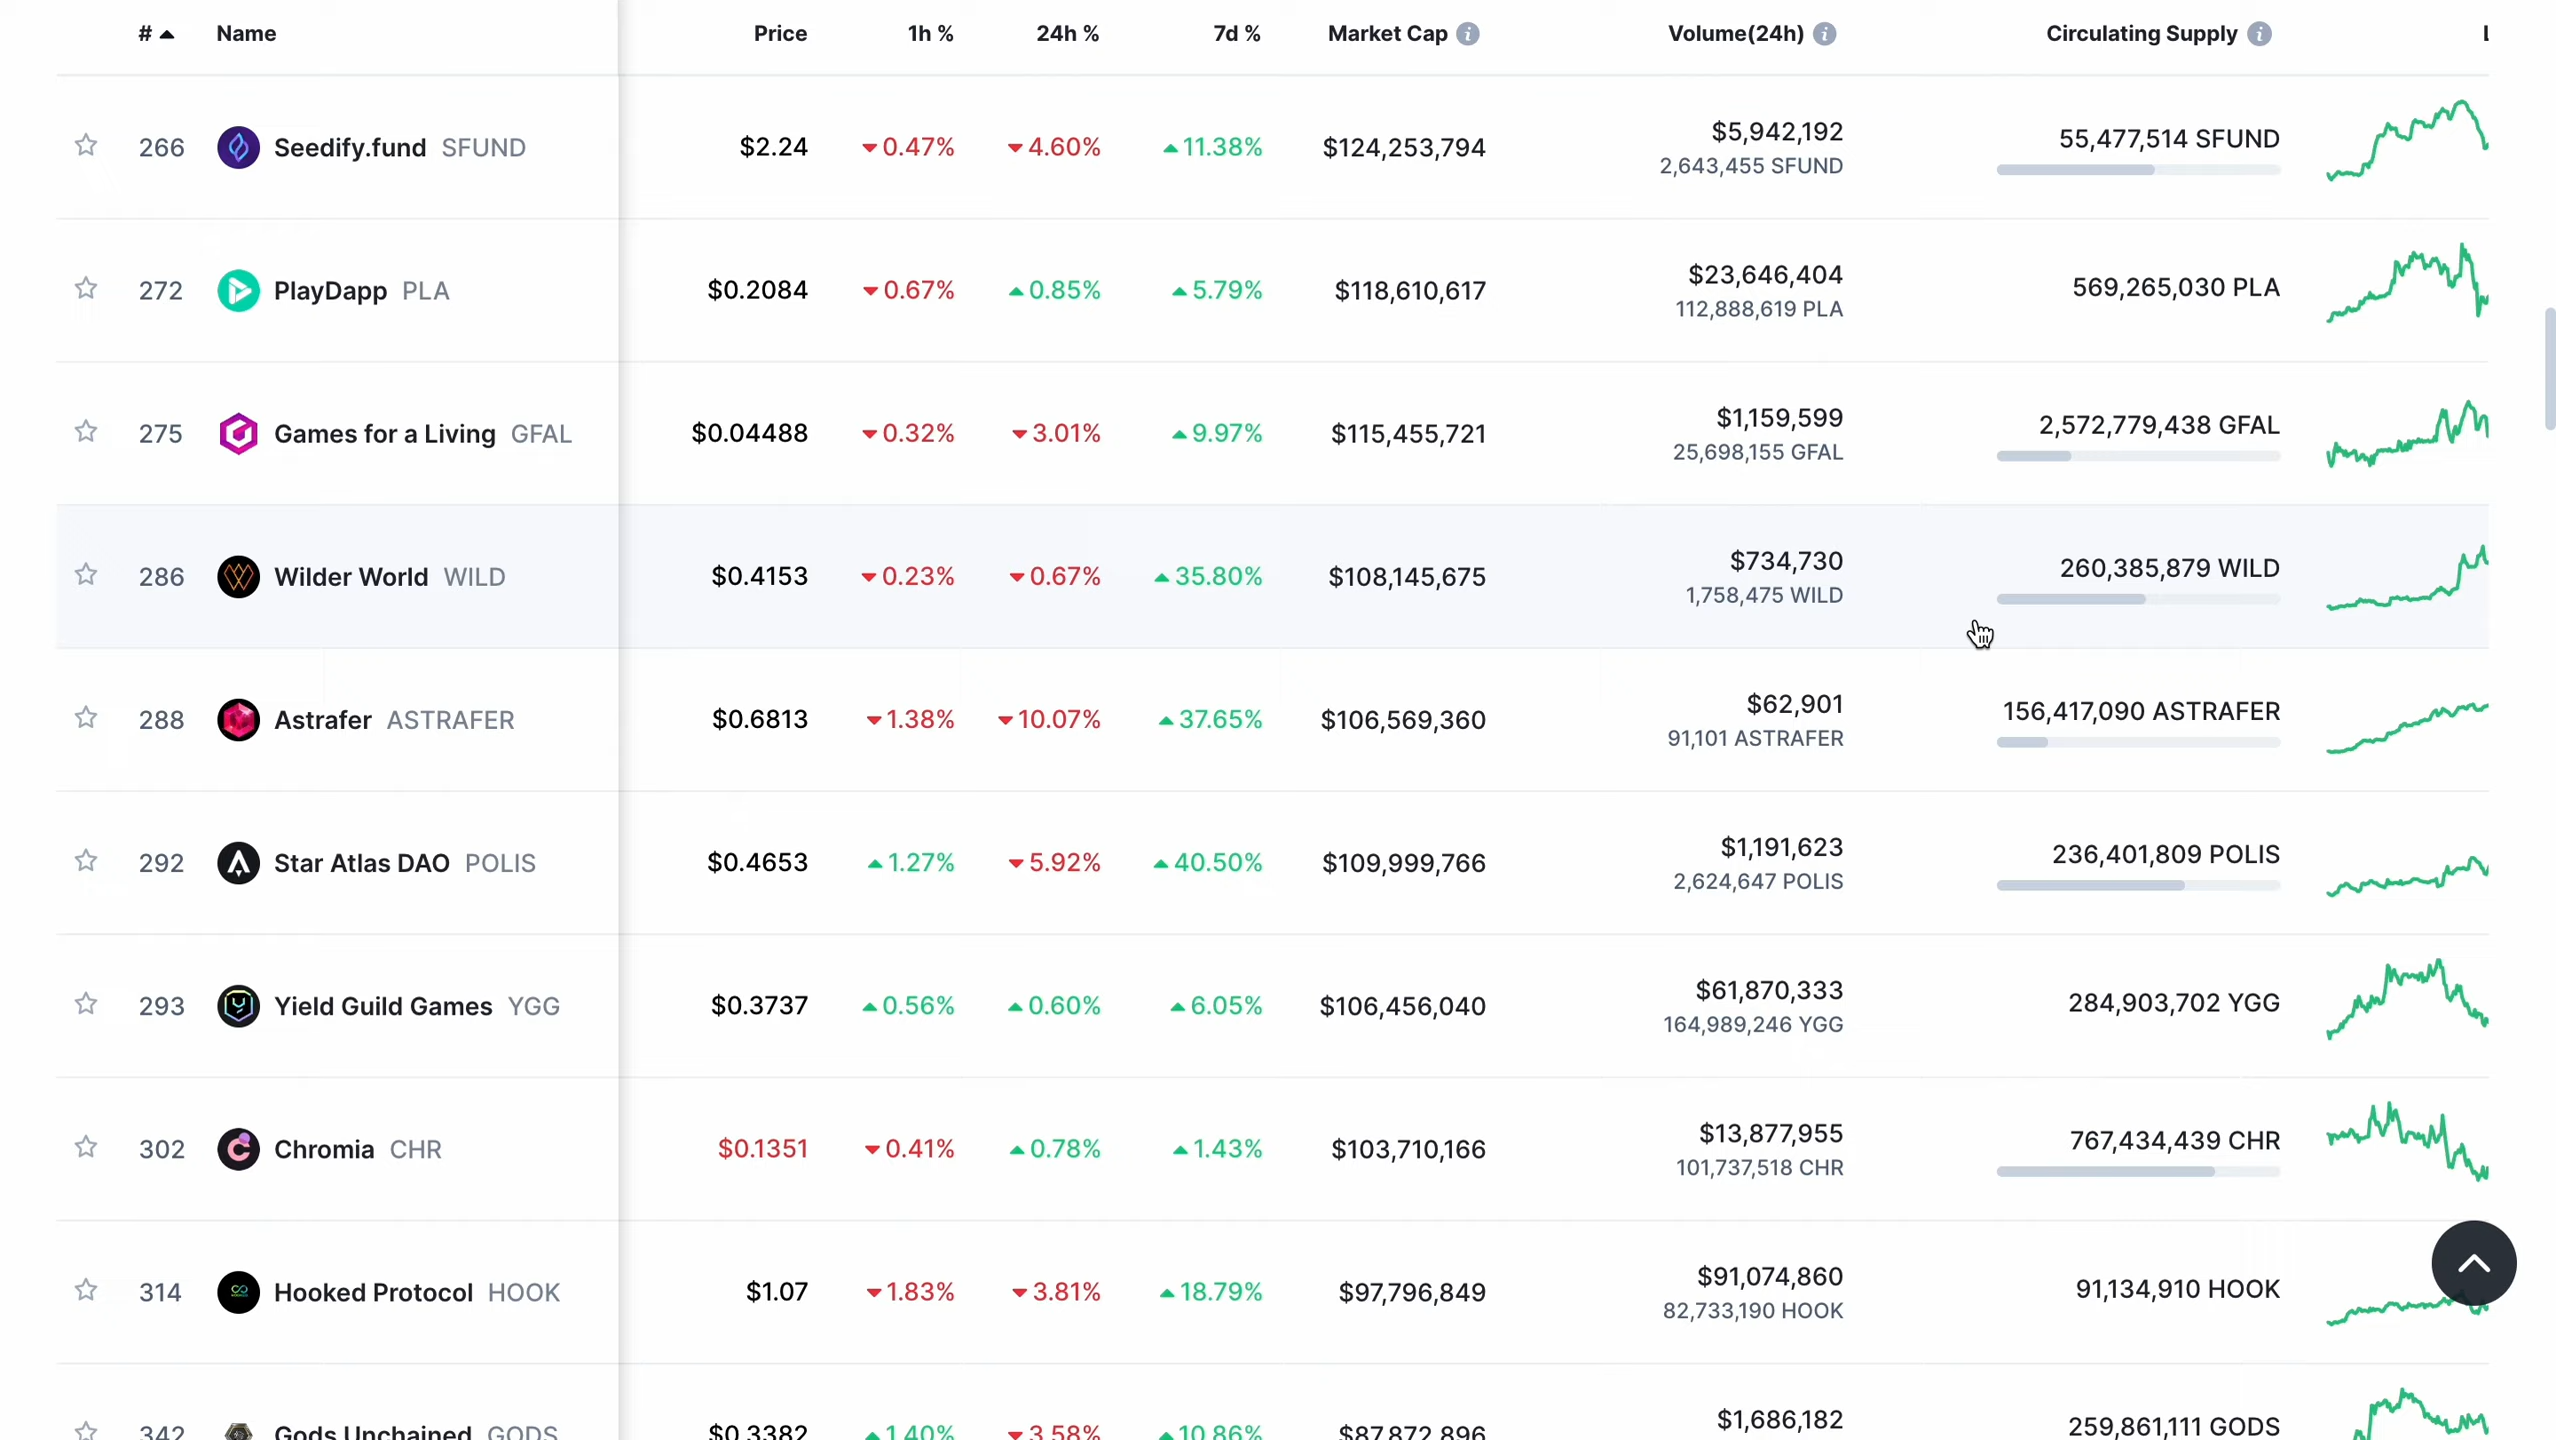 # Name Price 1h % 24h % 7d % Market Cap Volume(24h) Circulating Supply
266 Seedify.fund SFUND $2.24 0.47% 4.60% 11.38% $124,253,794 $5,942,192 55,477,514 SFUND
2,643,455 SFUND
272 PlayDapp PLA $0.2084 0.67% 0.85% 5.79% $118,610,617 $23,646,404 569,265,030 PLA
112,888,619 PLA
275 Games for a Living GFAL $0.04488 0.32% 3.01% 9.97% $115,455,721 $1,159,599 2,572,779,438 GFAL
25,698,155 GFAL
286 Wilder World WILD $0.4153 0.23% 0.67% 35.80% $108,145,675 $734,730 260,385,879 WILD
1,758,475 WILD
288 Astrafer ASTRAFER $0.6813 1.38% 10.07% 37.65% $106,569,360 $62,901 156,417,090 ASTRAFER
91,101 ASTRAFER
292 Star Atlas DAO POLIS $0.4653 1.27% 5.92% 40.50% $109,999,766 $1,191,623 236,401,809 POLIS
2,624,647 POLIS
293 Yield Guild Games YGG $0.3737 0.56% 0.60% 6.05% $106,456,040 $61,870,333 284,903,702 YGG
164,989,246 YGG
302 Chromia CHR $0.1351 0.41% 0.78% 1.43% $103,710,166 $13,877,955 767,434,439 CHR
101,737,518 CHR
314 Hooked Protocol HOOK $1.07 1.83% 3.81% 18.79% $97,796,849 $91,074,860 91,134,910 HOOK
82,733,190 HOOK
342 Gods Unchained GODS $0.3382 1.40% 3.58% 10.86% $87,872,896 $1,686,182 259,861,111 GODS